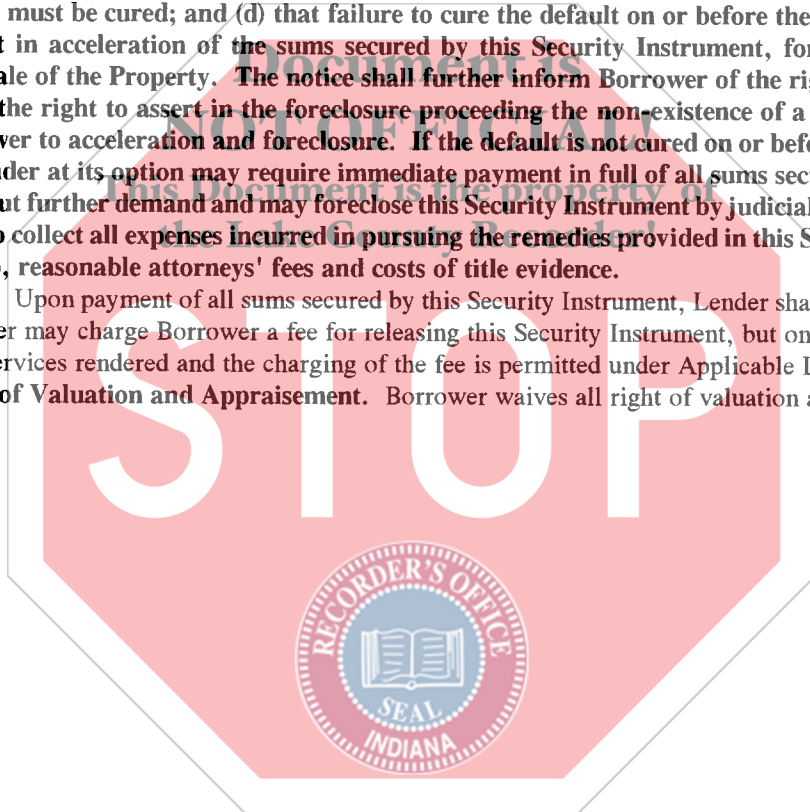 must be cured; and (d) that failure to cure the default on or before the
t in acceleration of the sums secured by this Security Instrument, for
ale of the Property. The notice shall further inform Borrower of the ri
the right to assert in the foreclosure proceeding the non-existence of a
ver to acceleration and foreclosure. If the default is not cured on or befo
der at its option may require immediate payment in full of all sums sec
ut further demand and may foreclose this Security Instrument by judicial
collect all expenses incurred in pursuing the remedies provided in this S
, reasonable attorneys' fees and costs of title evidence.
Upon payment of all sums secured by this Security Instrument, Lender sha
er may charge Borrower a fee for releasing this Security Instrument, but on
ervices rendered and the charging of the fee is permitted under Applicable L
of Valuation and Appraisement. Borrower waives all right of valuation a
Document is
NOT OFFICIAL!
This Document is the property of
the Lake County Recorder!
STOP
RECORDER'S OFFICE
SEAL
INDIANA